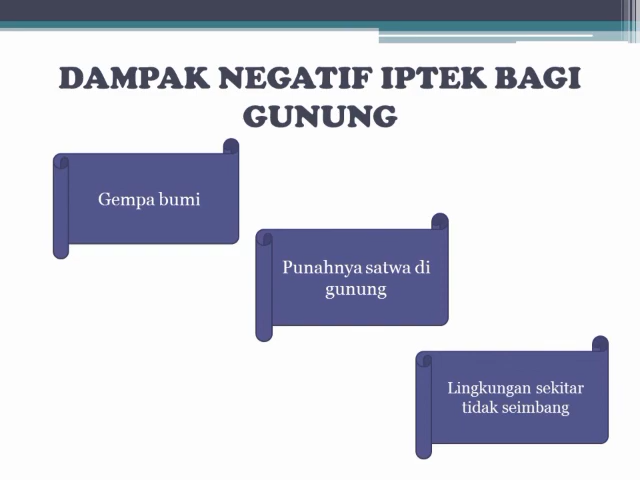 DAMPAK NEGATIF IPTEK BAGI
GUNUNG
Gempa bumi
Punahnya satwa di
gunung
Lingkungan sekitar
tidak seimbang